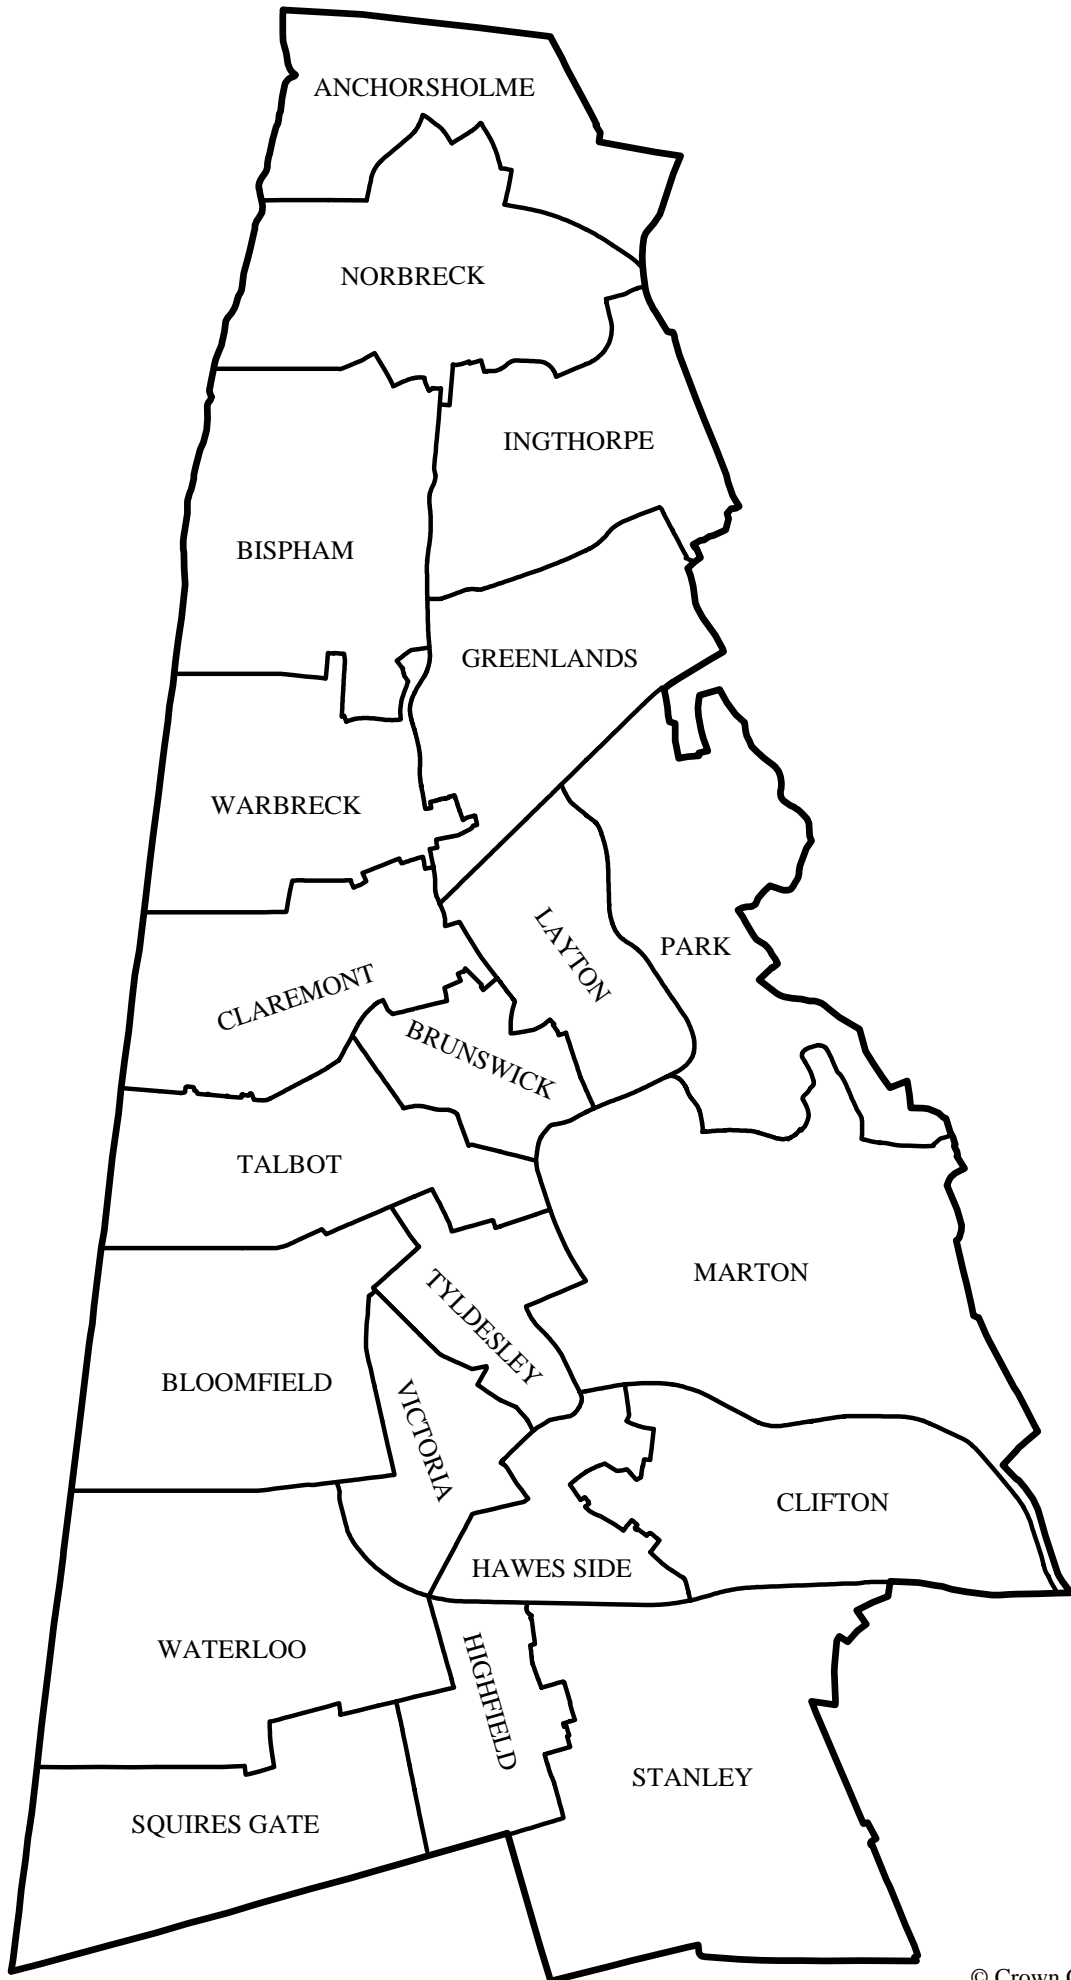 ANCHORSHOLME
NORBRECK
INGTHORPE
BISPHAM
GREENLANDS
WARBRECK
LAYTON
PARK
CLAREMONT
BRUNSWICK
TALBOT
MARTON
TYLDESLEY
BLOOMFIELD
VICTORIA
CLIFTON
HAWES SIDE
WATERLOO
HIGHFIELD
STANLEY
SQUIRES GATE
© Crown